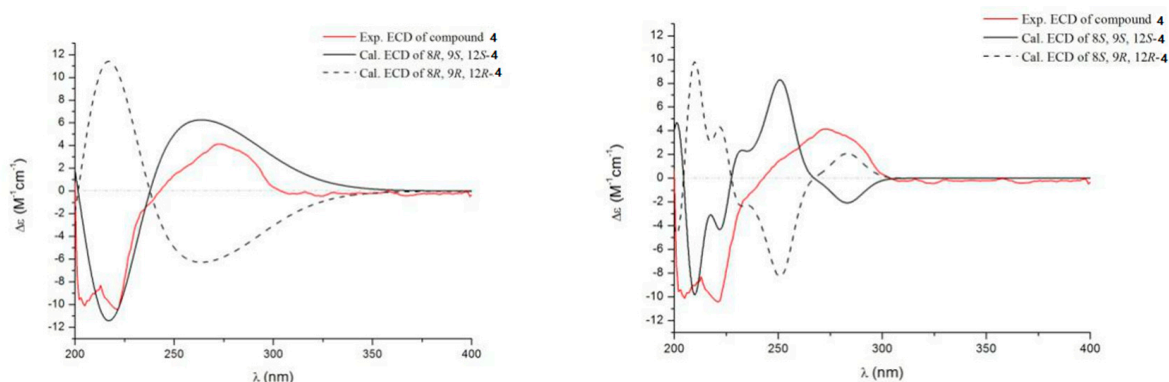 Exp. ECD of compound 4
Cal. ECD of 8R, 9S, 12S-4
Cal. ECD of 8R, 9R, 12R-4
12
10
8
6
4
2
0
-2
-4
-6
-8
-10
-12
Δε (M⁻¹cm⁻¹)
200 250 300 350 400
λ (nm)
Exp. ECD of compound 4
Cal. ECD of 8S, 9S, 12S-4
Cal. ECD of 8S, 9R, 12R-4
12
10
8
6
4
2
0
-2
-4
-6
-8
-10
-12
Δε (M⁻¹cm⁻¹)
200 250 300 350 400
λ (nm)